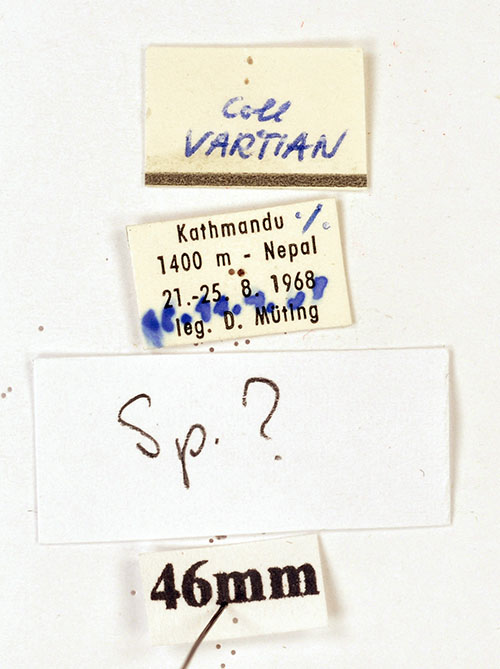 Coll
VARTIAN
Kathmandu ·/.
1400 m - Nepal
21.-25. 8. 1968
leg. D. Müting
Sp. ?
46mm